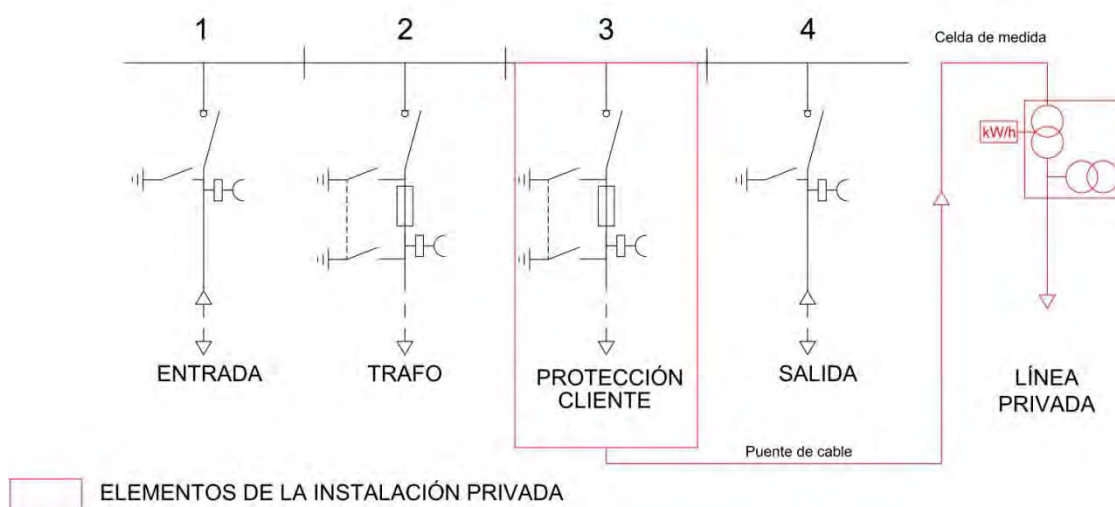 1
2
3
4
Celda de medida
kW/h
ENTRADA
TRAFO
PROTECCIÓN
CLIENTE
SALIDA
LÍNEA
PRIVADA
Puente de cable
ELEMENTOS DE LA INSTALACIÓN PRIVADA